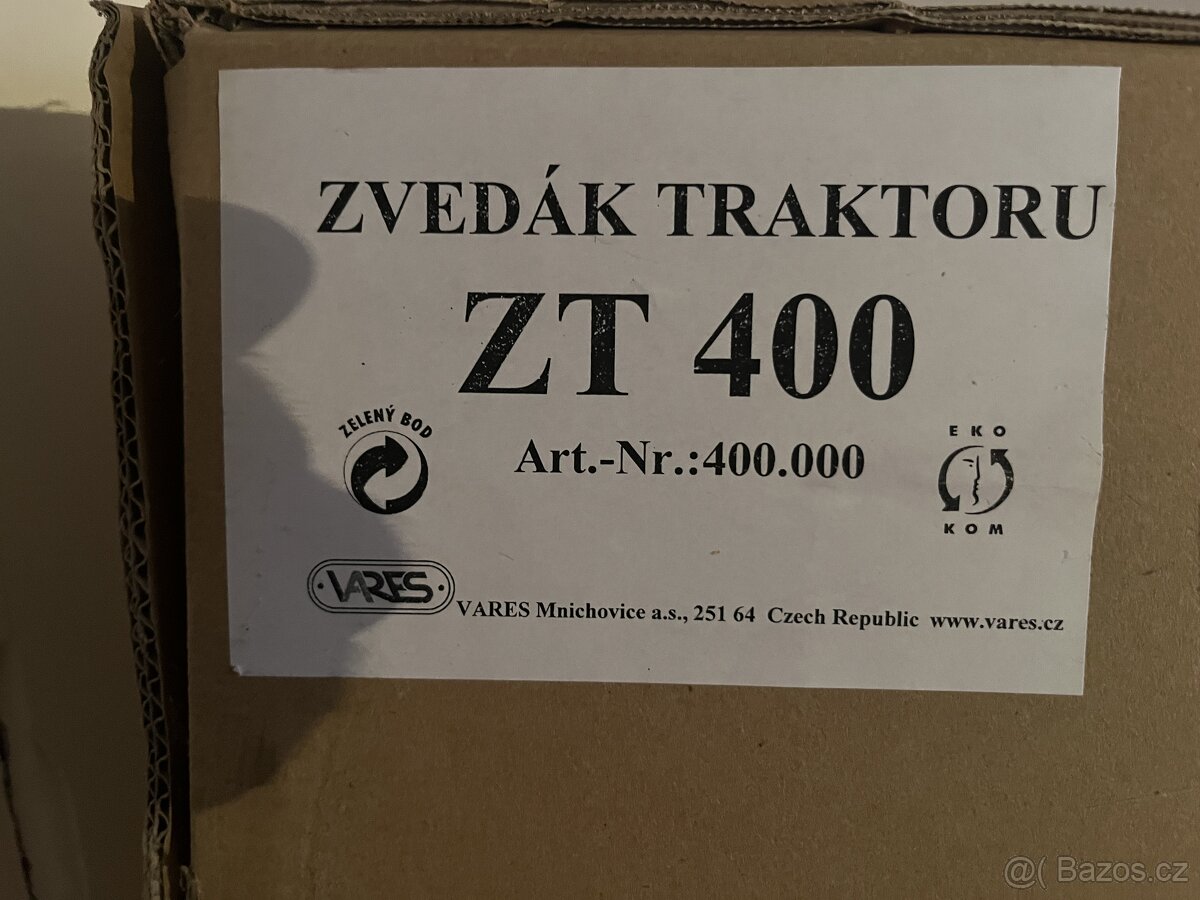 ZVEDÁK TRAKTORU
ZT 400
ZELENÝ BOD
Art.-Nr.:400.000
EKO
KOM
VARES
VARES Mnichovice a.s., 251 64 Czech Republic www.vares.cz
@( Bazos.cz